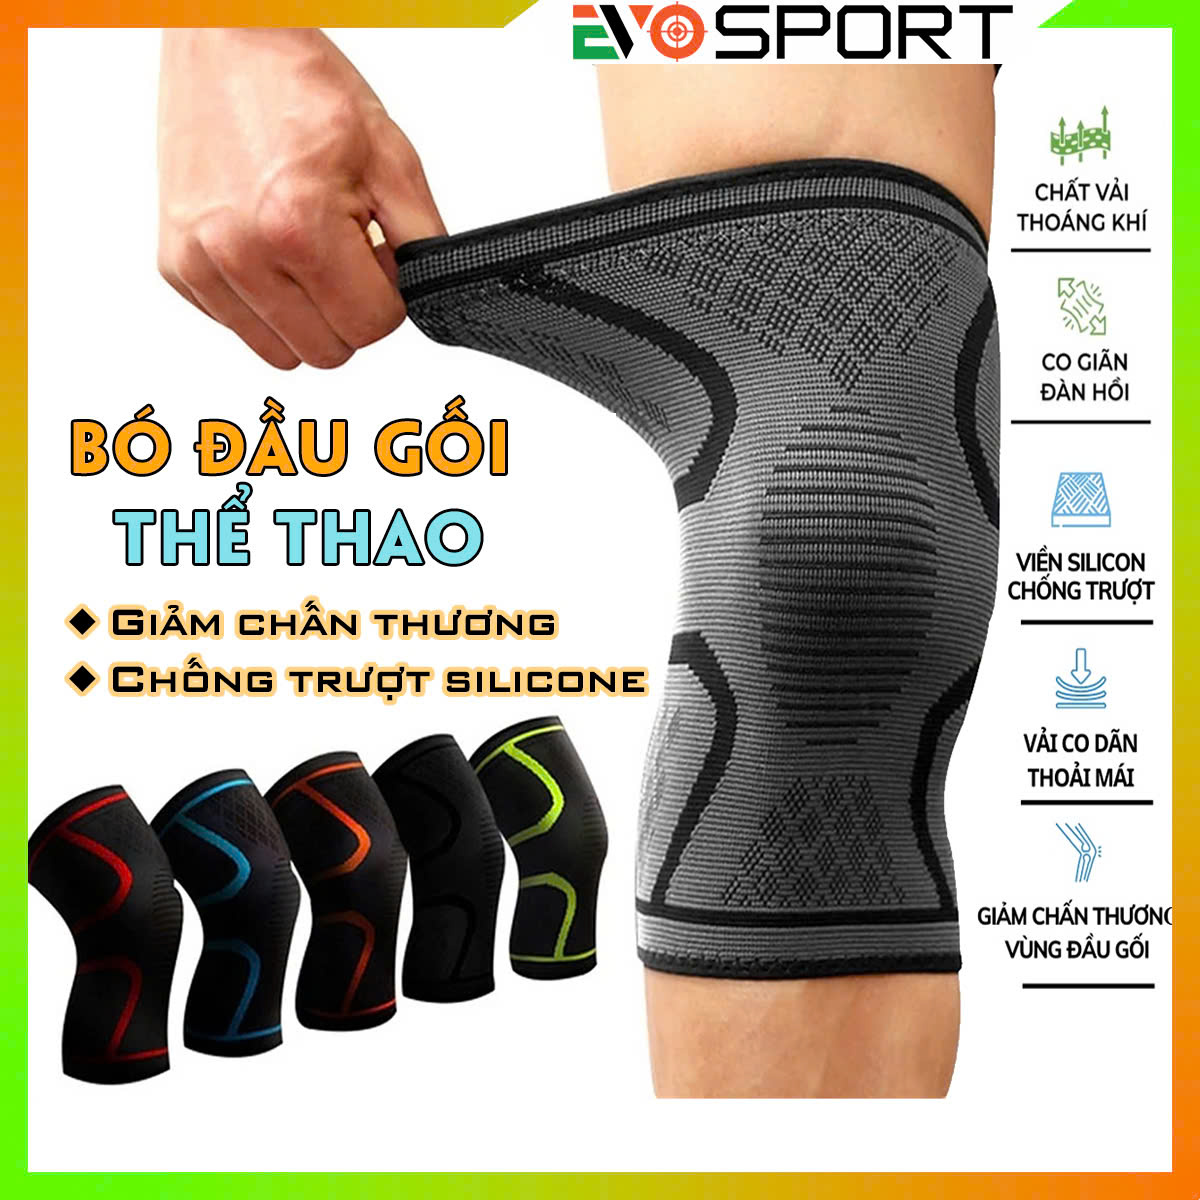 EVOSPORT
BÓ ĐẦU GỐI
THỂ THAO
◆ GIẢM CHẤN THƯƠNG
◆ CHỐNG TRƯỢT SILICONE
CHẤT VẢI
THOÁNG KHÍ
CO GIÃN
ĐÀN HỒI
VIỀN SILICON
CHỐNG TRƯỢT
VẢI CO DÃN
THOẢI MÁI
GIẢM CHẤN THƯƠNG
VÙNG ĐẦU GỐI